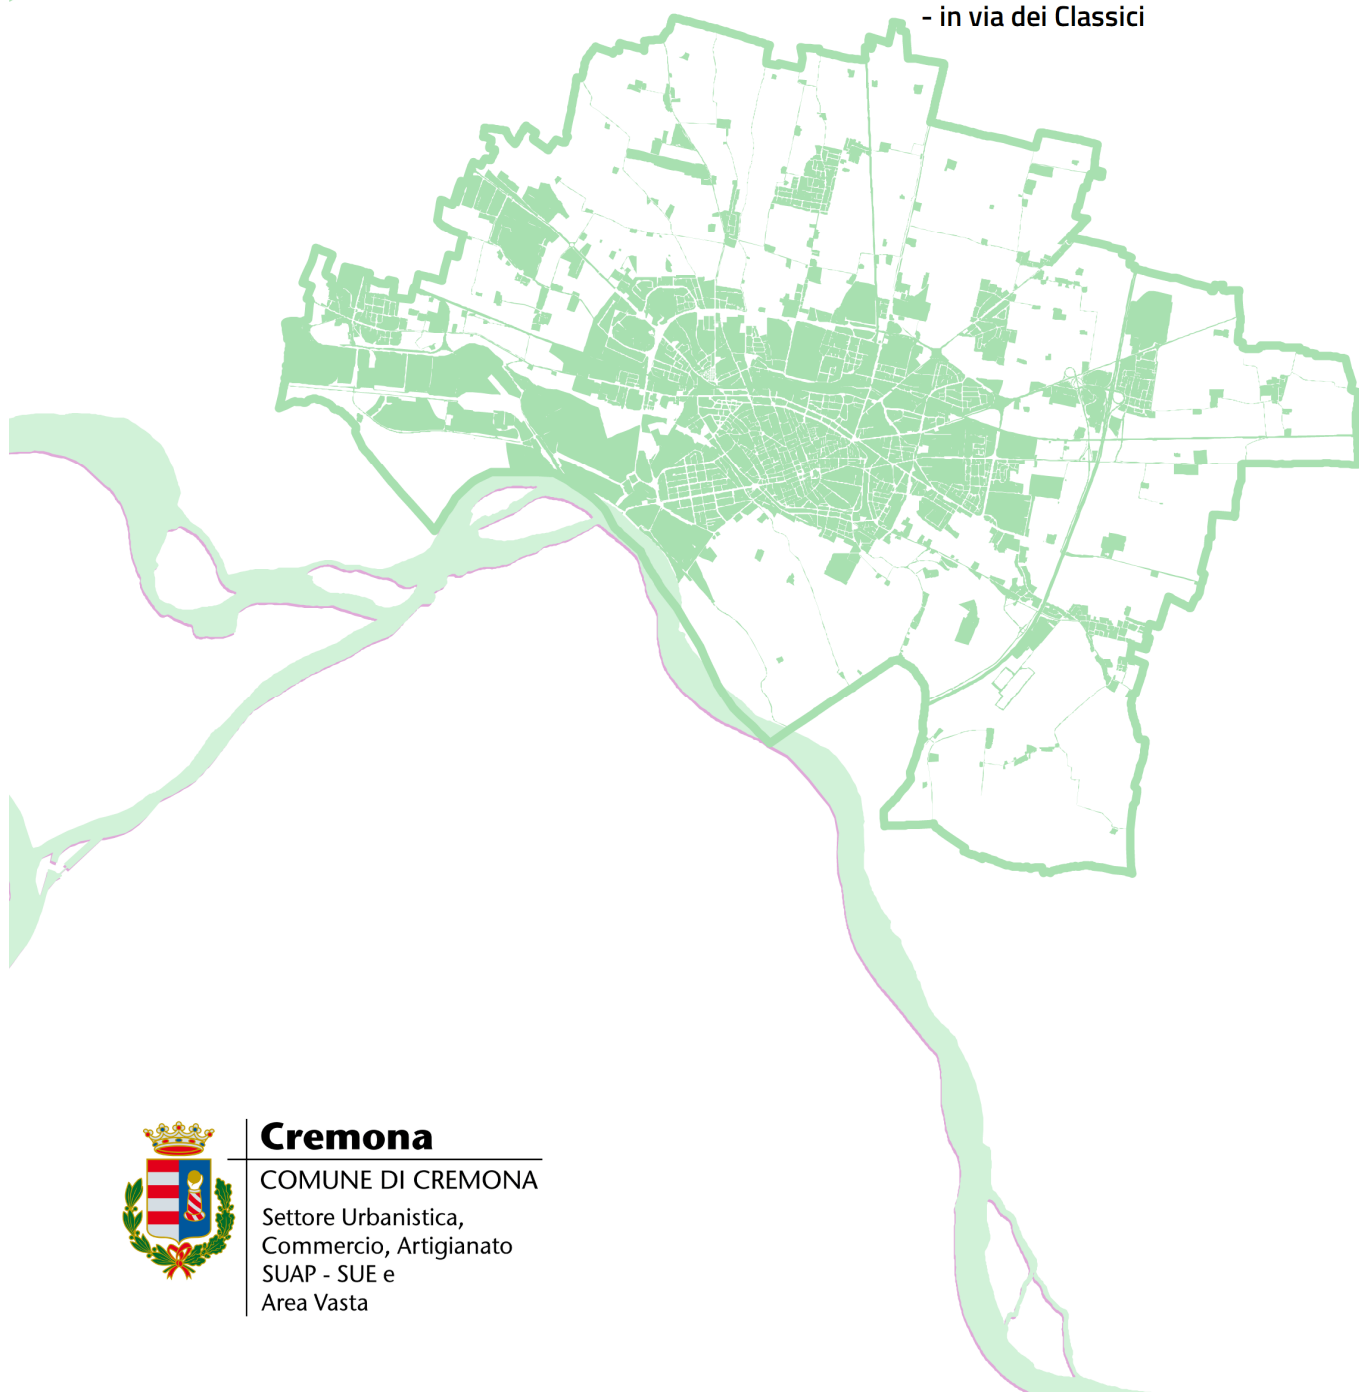 - in via dei Classici
Cremona
COMUNE DI CREMONA
Settore Urbanistica,
Commercio, Artigianato
SUAP - SUE e
Area Vasta